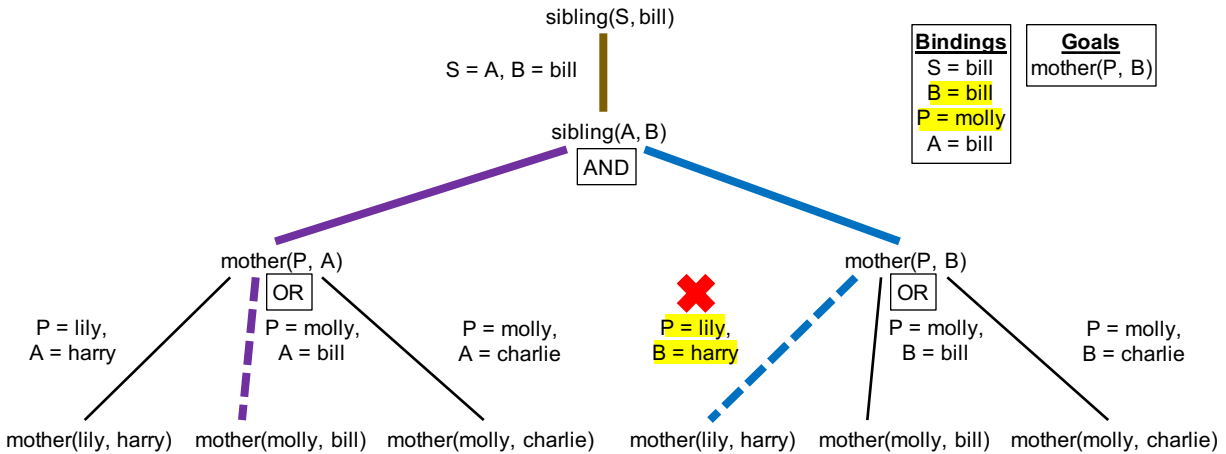 sibling(S, bill)
S = A, B = bill
sibling(A, B)
AND
Bindings
S = bill
B = bill
P = molly
A = bill
Goals
mother(P, B)
mother(P, A)
OR
P = lily,
A = harry
P = molly,
A = bill
P = molly,
A = charlie
mother(P, B)
OR
P = lily,
B = harry
P = molly,
B = bill
P = molly,
B = charlie
mother(lily, harry)
mother(molly, bill)
mother(molly, charlie)
mother(lily, harry)
mother(molly, bill)
mother(molly, charlie)